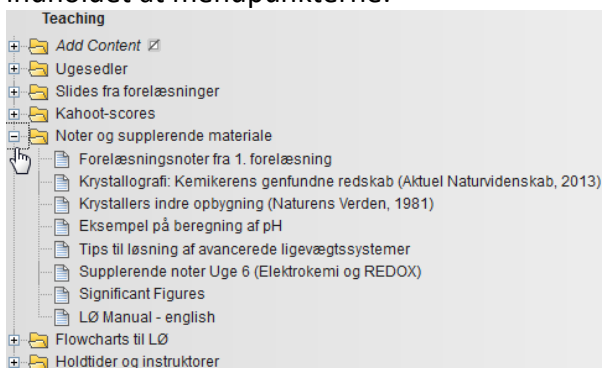 indholdet af menupunkterne.
Teaching
Add Content
Ugesedler
Slides fra forelæsninger
Kahoot-scores
Noter og supplerende materiale
Forelæsningsnoter fra 1. forelæsning
Krystallografi: Kemikerens genfundne redskab (Aktuel Naturvidenskab, 2013)
Krystallers indre opbygning (Naturens Verden, 1981)
Eksempel på beregning af pH
Tips til løsning af avancerede ligevægtssystemer
Supplerende noter Uge 6 (Elektrokemi og REDOX)
Significant Figures
LØ Manual - english
Flowcharts til LØ
Holdtider og instruktorer